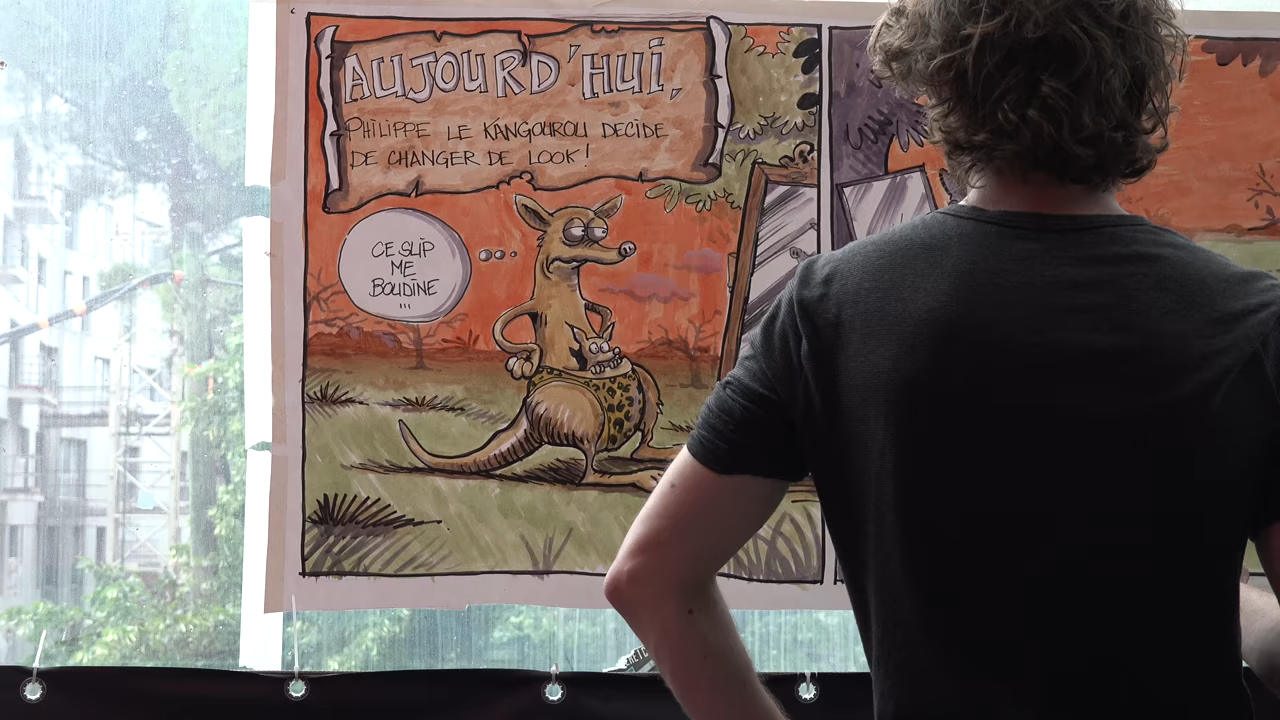 AUJOURD'HUI,
PHILIPPE LE KANGOUROU DECIDE
DE CHANGER DE LOOK!
CE SLIP
ME
BOUDINE
...